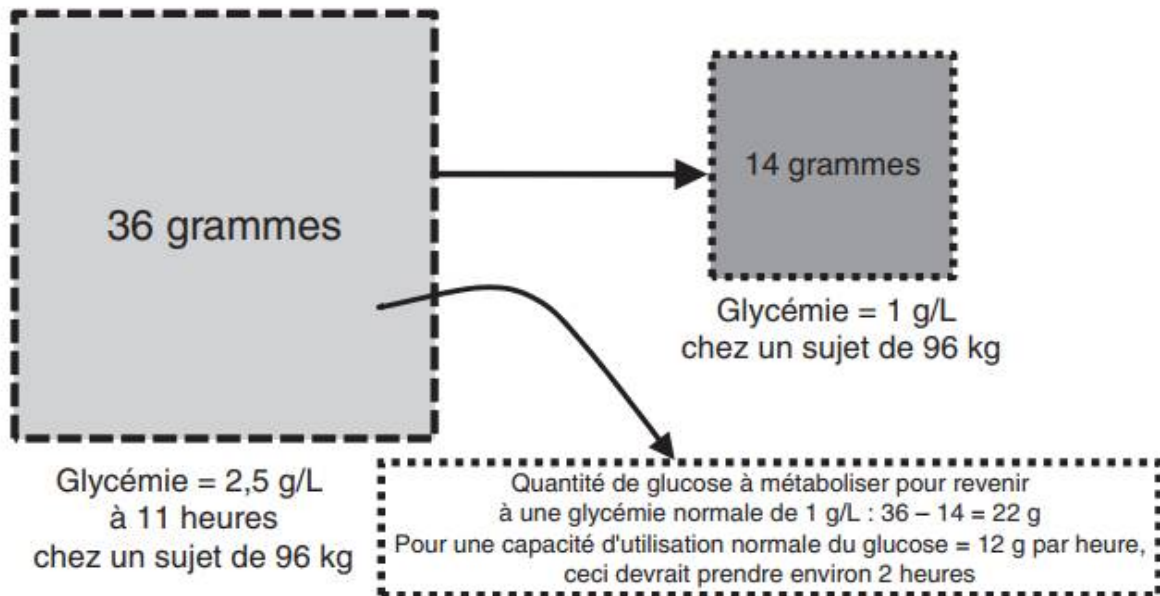 36 grammes
14 grammes
Glycémie = 1 g/L
chez un sujet de 96 kg
Glycémie = 2,5 g/L
à 11 heures
chez un sujet de 96 kg
Quantité de glucose à métaboliser pour revenir
à une glycémie normale de 1 g/L : 36 – 14 = 22 g
Pour une capacité d'utilisation normale du glucose = 12 g par heure,
ceci devrait prendre environ 2 heures